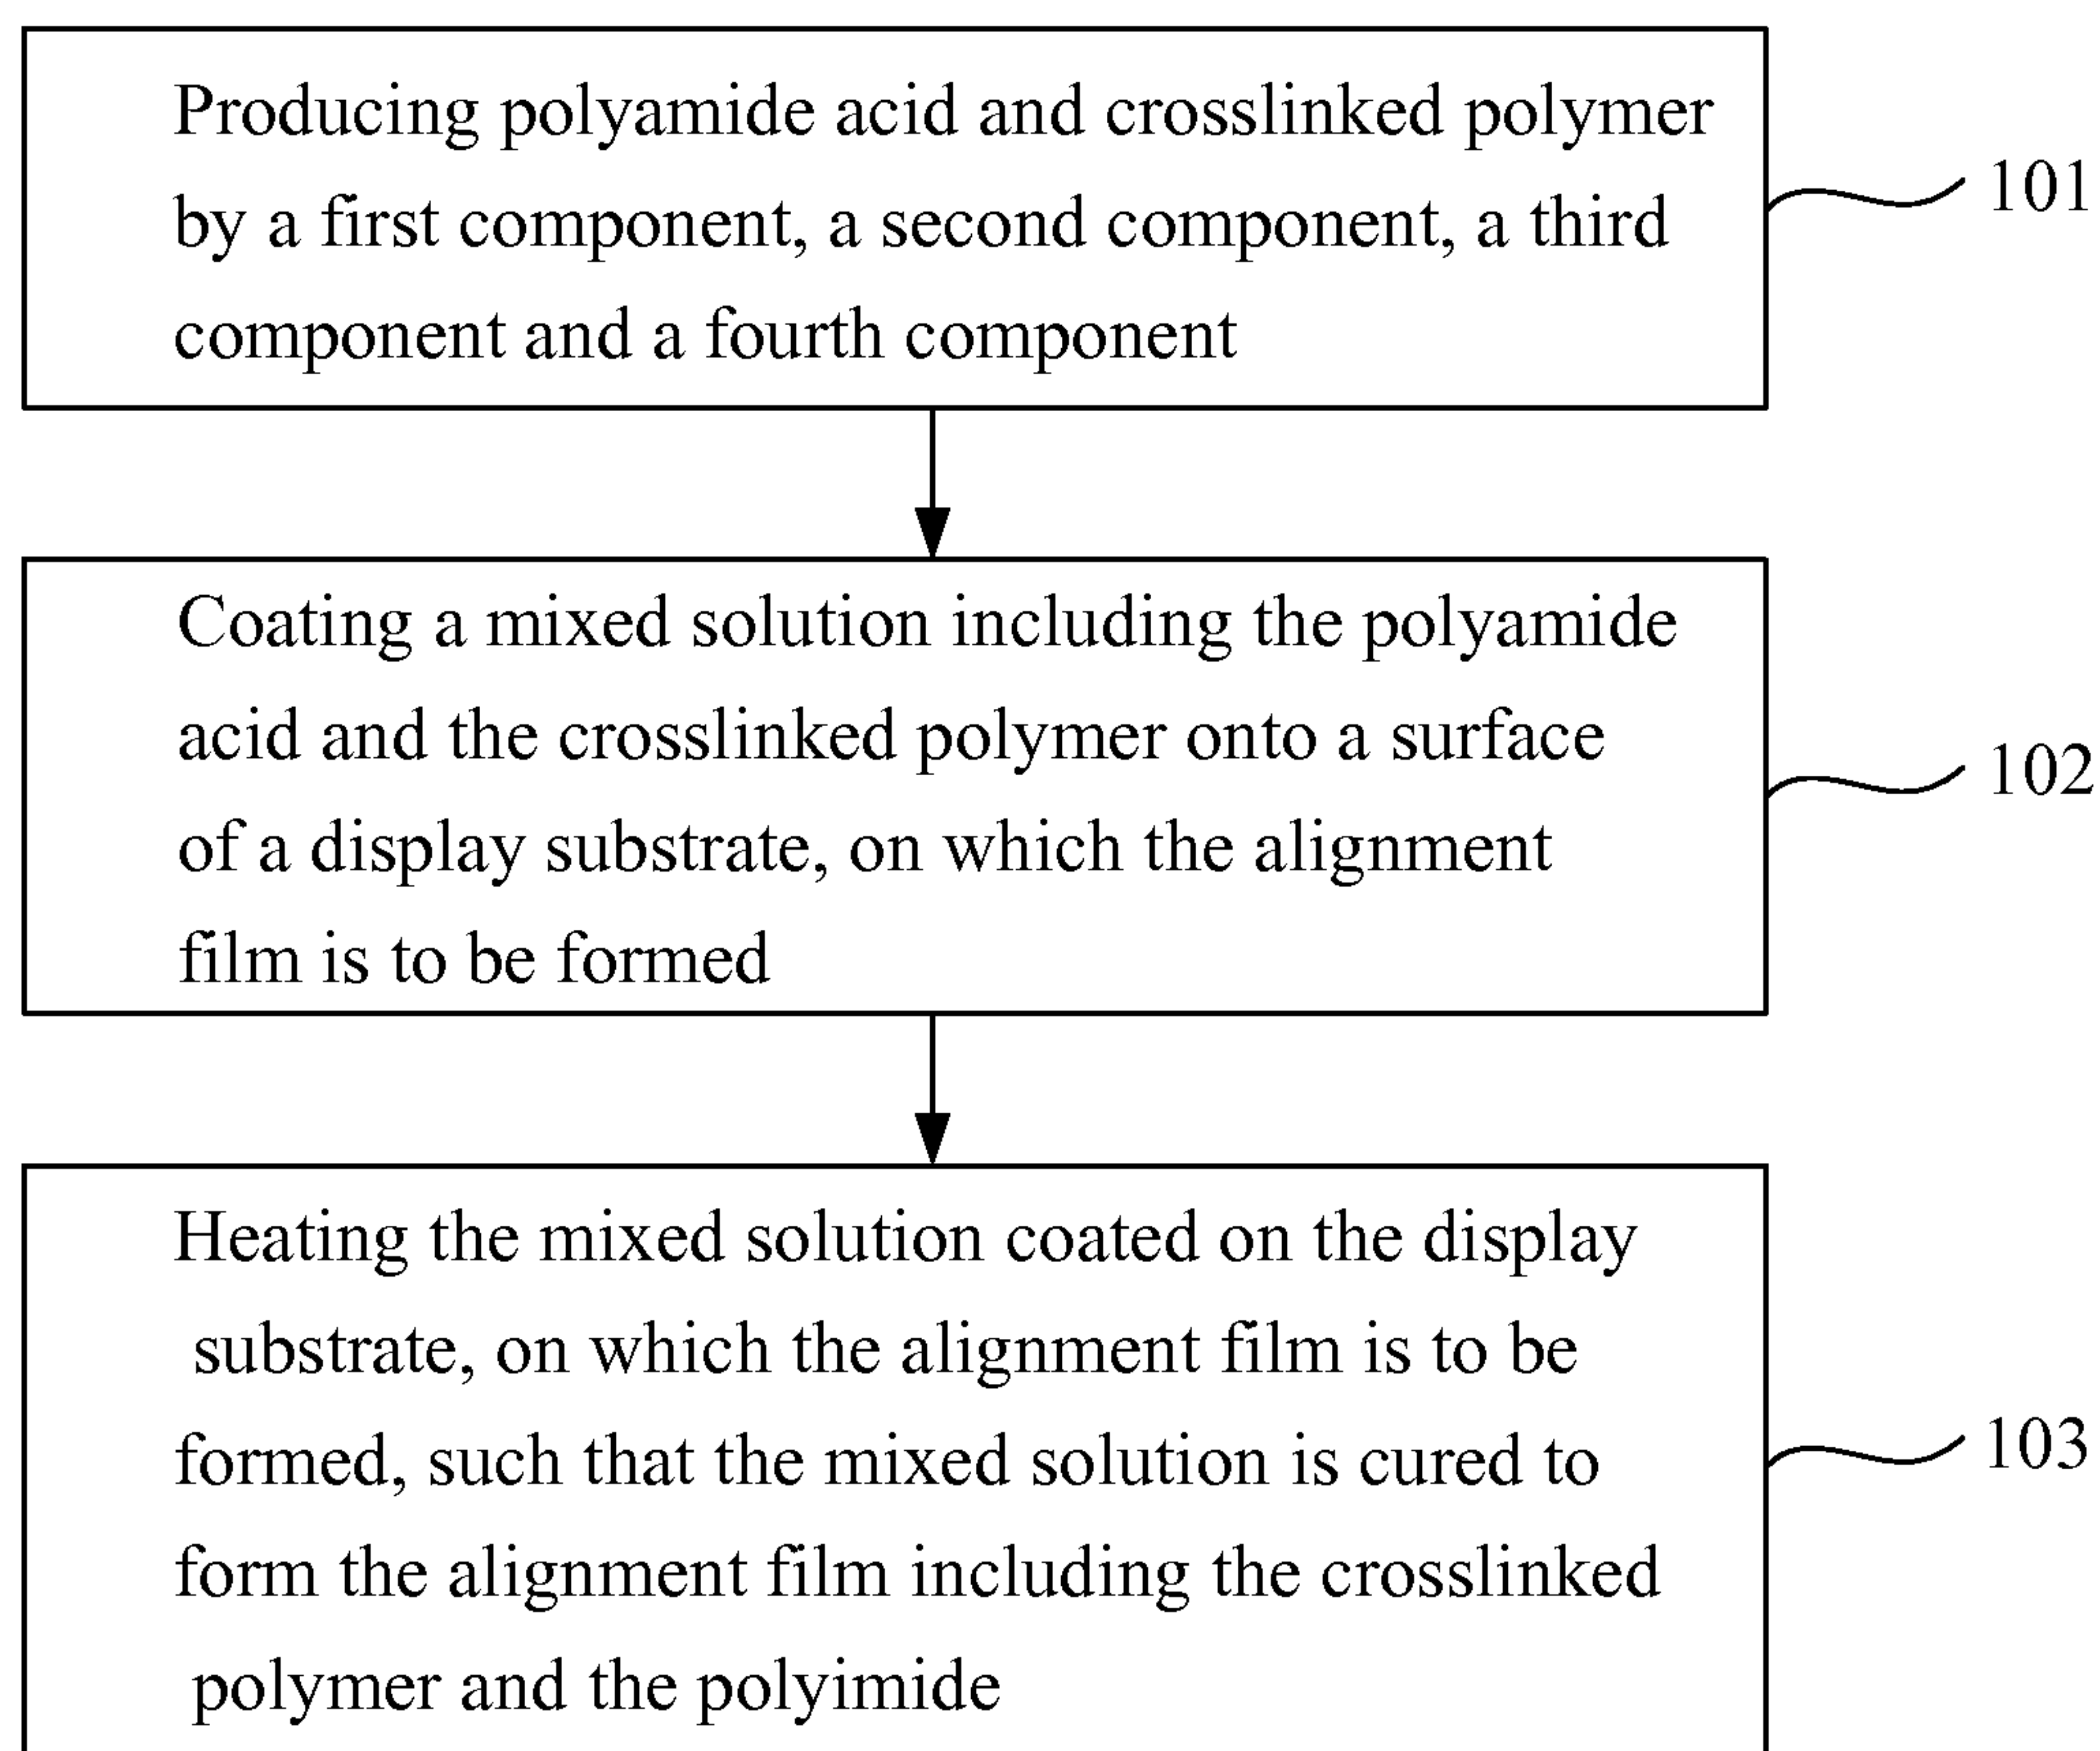 Producing polyamide acid and crosslinked polymer
by a first component, a second component, a third
component and a fourth component
101
Coating a mixed solution including the polyamide
acid and the crosslinked polymer onto a surface
of a display substrate, on which the alignment
film is to be formed
102
Heating the mixed solution coated on the display
substrate, on which the alignment film is to be
formed, such that the mixed solution is cured to
form the alignment film including the crosslinked
polymer and the polyimide
103